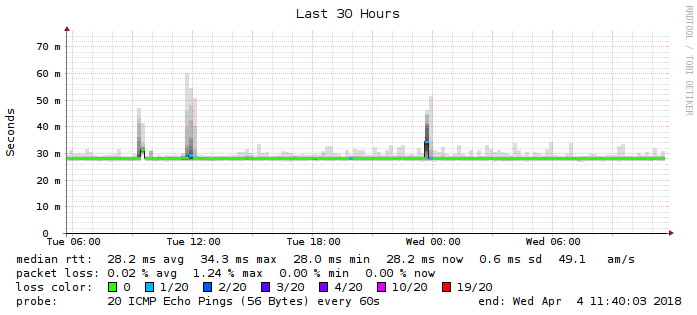 Last 30 Hours
RRDTOOL / TOBI OETIKER
Seconds
70 m
60 m
50 m
40 m
30 m
20 m
10 m
0
Tue 06:00 Tue 12:00 Tue 18:00 Wed 00:00 Wed 06:00
median rtt: 28.2 ms avg 34.3 ms max 28.0 ms min 28.2 ms now 0.6 ms sd 49.1 am/s
packet loss: 0.02 % avg 1.24 % max 0.00 % min 0.00 % now
loss color: 0 1/20 2/20 3/20 4/20 10/20 19/20
probe: 20 ICMP Echo Pings (56 Bytes) every 60s end: Wed Apr 4 11:40:03 2018